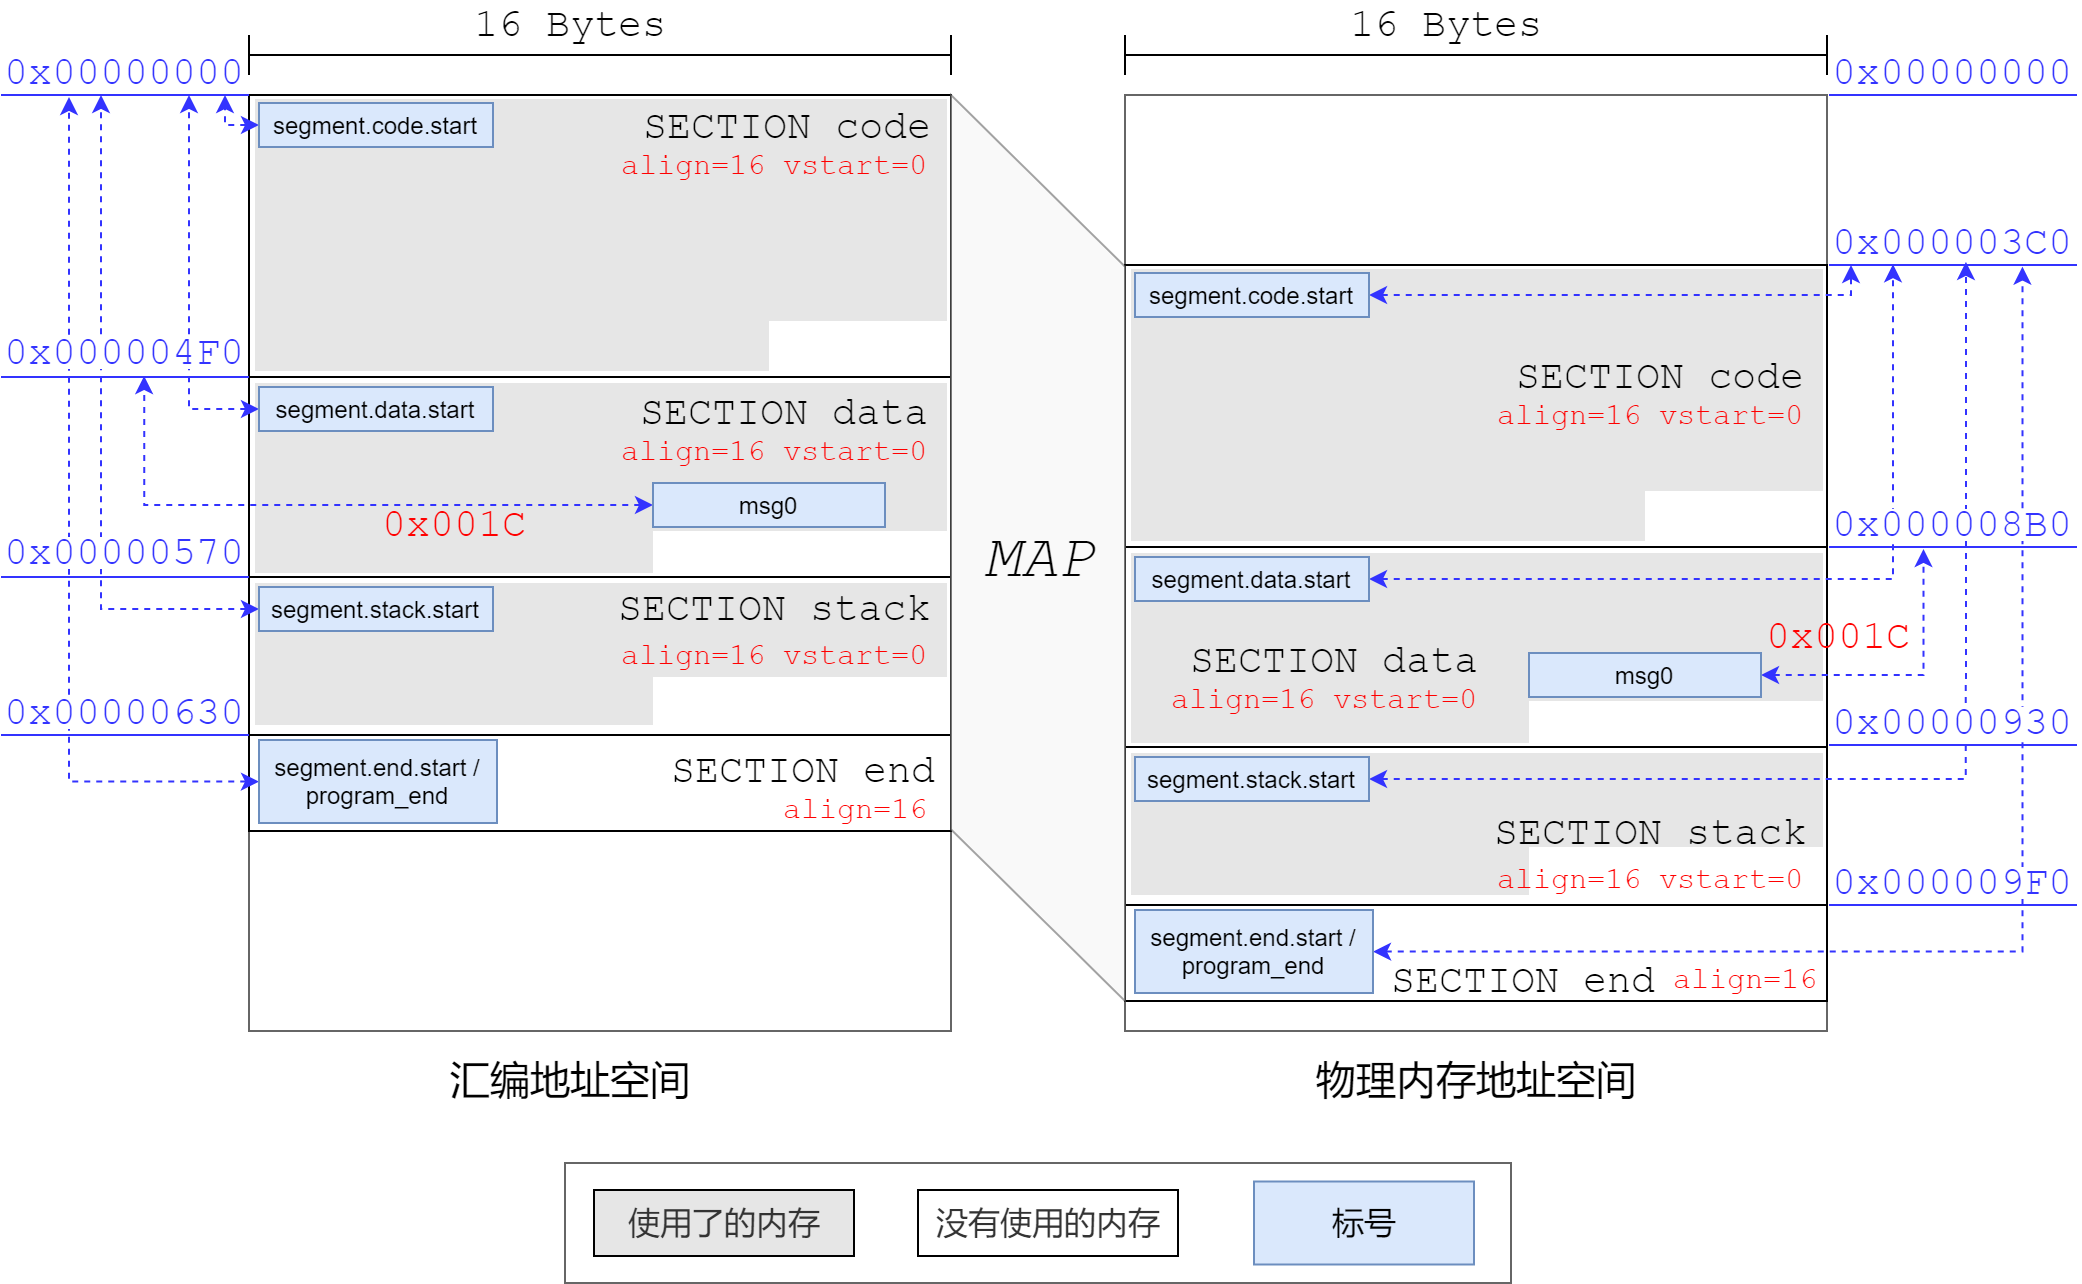 16 Bytes
0x00000000
segment.code.start
SECTION code
align=16 vstart=0
0x000004F0
segment.data.start
SECTION data
align=16 vstart=0
msg0
0x001C
0x00000570
segment.stack.start
SECTION stack
align=16 vstart=0
0x00000630
segment.end.start /
program_end
SECTION end
align=16
汇编地址空间
MAP
16 Bytes
0x00000000
0x000003C0
segment.code.start
SECTION code
align=16 vstart=0
0x000008B0
segment.data.start
0x001C
SECTION data
align=16 vstart=0
msg0
0x00000930
segment.stack.start
SECTION stack
align=16 vstart=0
0x000009F0
segment.end.start /
program_end
SECTION end align=16
物理内存地址空间
使用了的内存
没有使用的内存
标号